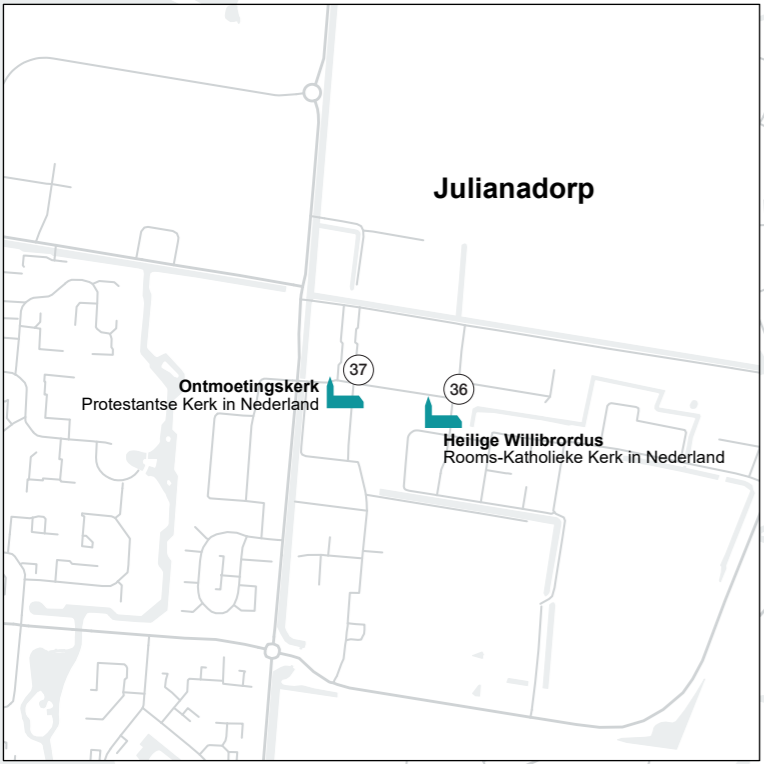 Julianadorp
37
Ontmoetingskerk
Protestantse Kerk in Nederland
36
Heilige Willibrordus
Rooms-Katholieke Kerk in Nederland